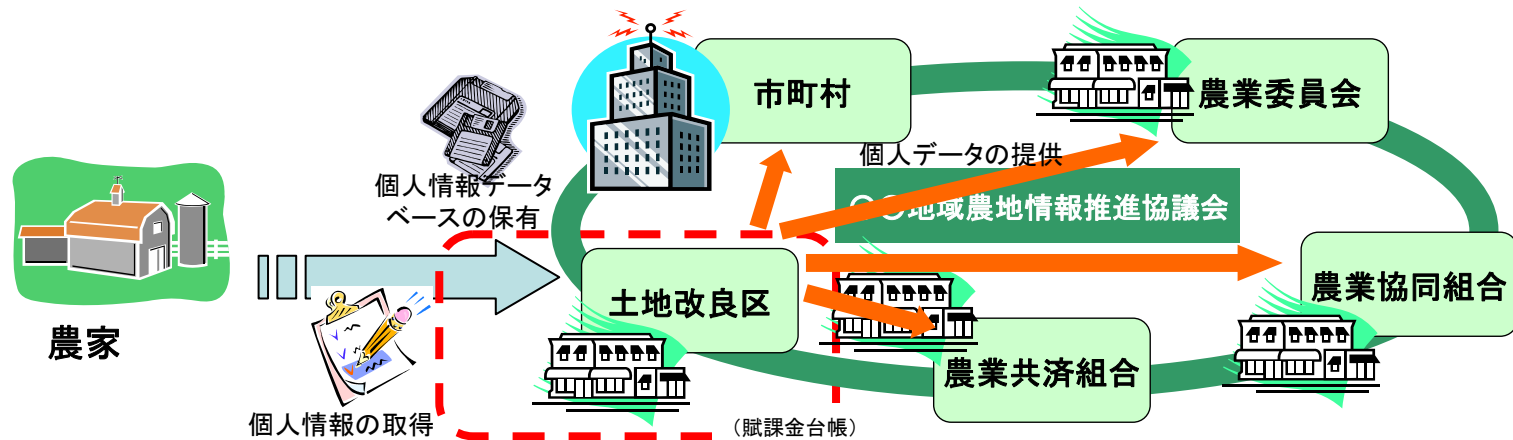 市町村
農業委員会
個人データの提供
個人情報データ
ベースの保有
〇〇地域農地情報推進協議会
土地改良区
農業協同組合
農家
農業共済組合
個人情報の取得
（賦課金台帳）